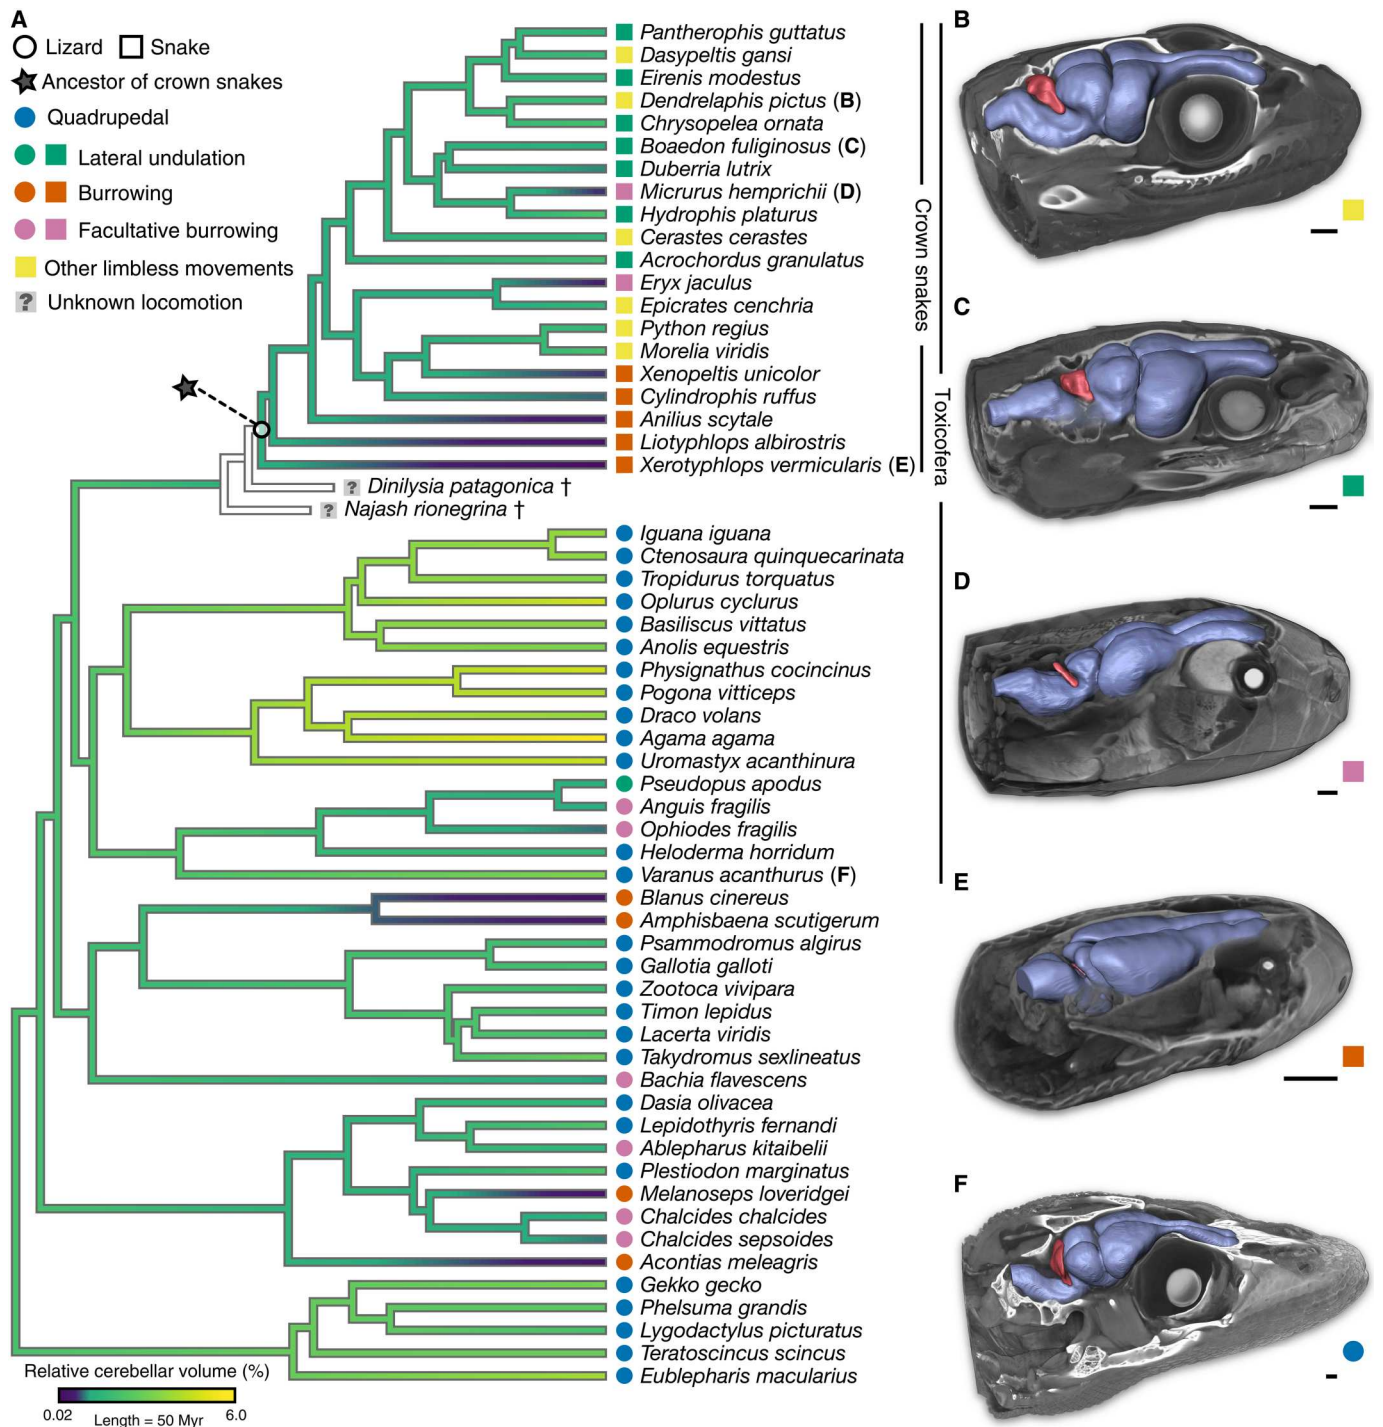 A
Lizard Snake
Ancestor of crown snakes
Quadrupedal
Lateral undulation
Burrowing
Facultative burrowing
Other limbless movements
? Unknown locomotion
Pantherophis guttatus
Dasypeltis gansi
Eirenis modestus
Dendrelaphis pictus (B)
Chrysopelea ornata
Boaedon fuliginosus (C)
Duberria lutrix
Micrurus hemprichii (D)
Hydrophis platurus
Cerastes cerastes
Acrochordus granulatus
Eryx jaculus
Epicrates cenchria
Python regius
Morelia viridis
Xenopeltis unicolor
Cylindrophis ruffus
Anilius scytale
Liotyphlops albirostris
Xerotyphlops vermicularis (E)
? Dinilysia patagonica †
? Najash rionegrina †
Iguana iguana
Ctenosaura quinquecarinata
Tropidurus torquatus
Oplurus cyclurus
Basiliscus vittatus
Anolis equestris
Physignathus cocincinus
Pogona vitticeps
Draco volans
Agama agama
Uromastyx acanthinura
Pseudopus apodus
Anguis fragilis
Ophiodes fragilis
Heloderma horridum
Varanus acanthurus (F)
Blanus cinereus
Amphisbaena scutigerum
Psammodromus algirus
Gallotia galloti
Zootoca vivipara
Timon lepidus
Lacerta viridis
Takydromus sexlineatus
Bachia flavescens
Dasia olivacea
Lepidothyris fernandi
Ablepharus kitaibelii
Plestiodon marginatus
Melanoseps loveridgei
Chalcides chalcides
Chalcides sepsoides
Acontias meleagris
Gekko gecko
Phelsuma grandis
Lygodactylus picturatus
Teratoscincus scincus
Eublepharis macularius
Crown snakes
Toxicofera
Relative cerebellar volume (%)
0.02 6.0
Length = 50 Myr
B
C
D
E
F